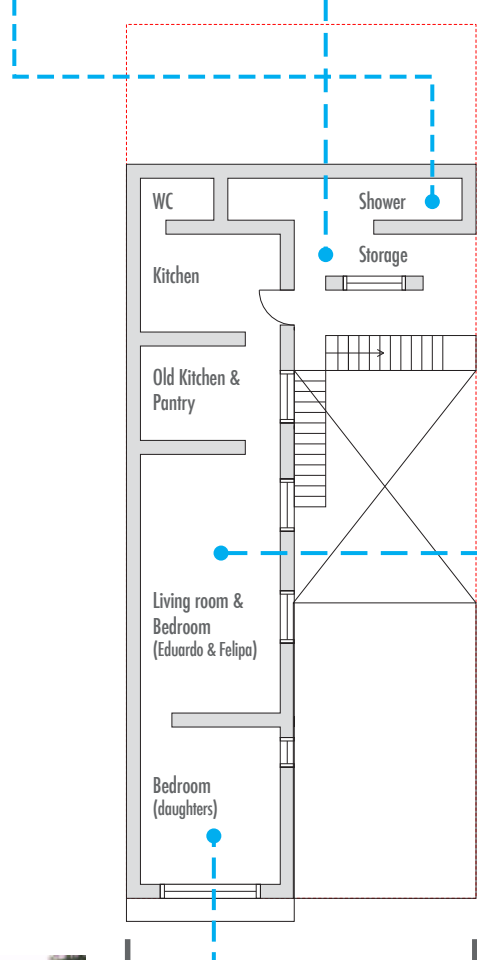 WC
Shower
Storage
Kitchen
Old Kitchen &
Pantry
Living room &
Bedroom
(Eduardo & Felipa)
Bedroom
(daughters)